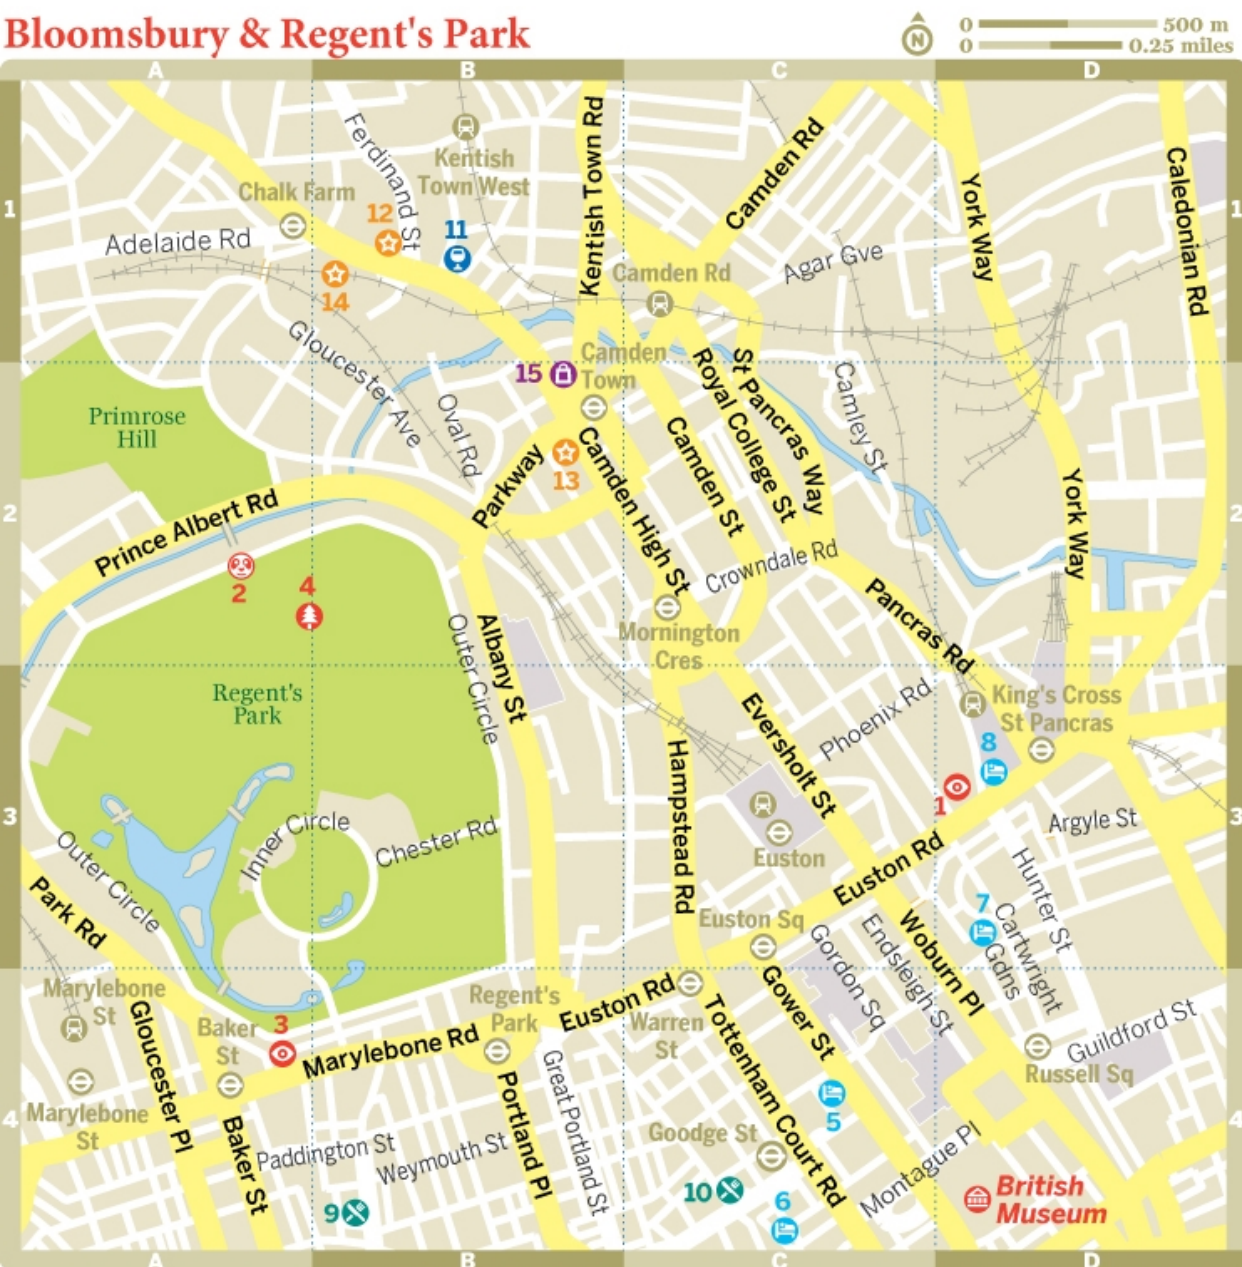 Bloomsbury & Regent's Park
N
0
500 m
0
0.25 miles
A
B
C
D
1
1
Ferdinand St
Kentish
Town West
Kentish Town Rd
Camden Rd
York Way
Caledonian Rd
Chalk Farm
12
11
Adelaide Rd
14
Camden Rd
Agar Gve
Gloucester Ave
15
Camden
Town
Royal College St
St Pancras Way
Camley St
Primrose
Hill
Oval Rd
Parkway
13
Camden High St
Camden St
York Way
2
2
Prince Albert Rd
Crowndale Rd
Pancras Rd
2
4
Outer Circle
Albany St
Mornington
Cres
Regent's
Park
Phoenix Rd
King's Cross
St Pancras
Hampstead Rd
Eversholt St
8
1
3
3
Argyle St
Outer Circle
Inner Circle
Chester Rd
Euston
Euston Rd
Hunter St
Park Rd
Euston Sq
7
Cartwright
Gdns
Gordon Sq
Endsleigh St
Woburn Pl
Marylebone
St
Gloucester Pl
Baker
St
3
Marylebone Rd
Regent's
Park
Euston Rd
Warren
St
Gower St
Tottenham Court Rd
Guildford St
Russell Sq
Marylebone
St
4
4
Baker St
Paddington St
Weymouth St
Portland Pl
Great Portland St
Goodge St
5
Montague Pl
9
10
6
British
Museum
A
B
C
D